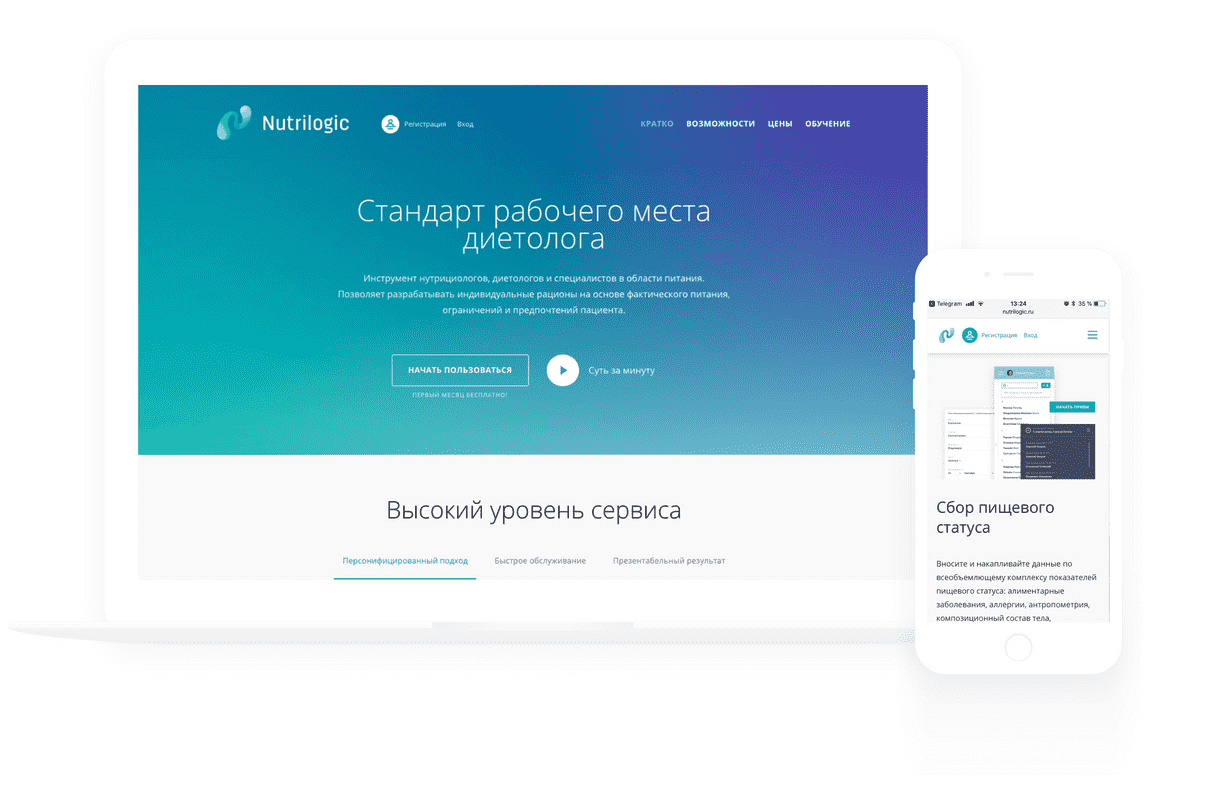 Nutrilogic
Регистрация Вход
КРАТКО ВОЗМОЖНОСТИ ЦЕНЫ ОБУЧЕНИЕ
Стандарт рабочего места
диетолога
Инструмент нутрициологов, диетологов и специалистов в области питания.
Позволяет разрабатывать индивидуальные рационы на основе фактического питания,
ограничений и предпочтений пациента.
НАЧАТЬ ПОЛЬЗОВАТЬСЯ
Суть за минуту
ПЕРВЫЙ МЕСЯЦ БЕСПЛАТНО!
Высокий уровень сервиса
Персонифицированный подход Быстрое обслуживание Презентабельный результат
Telegram 13:24 35 %
nutrilogic.ru
Регистрация Вход
НАЧАТЬ ПРИЕМ
Сбор пищевого
статуса
Вносите и накапливайте данные по
всеобъемлющему комплексу показателей
пищевого статуса: алиментарные
заболевания, аллергии, антропометрия,
композиционный состав тела,